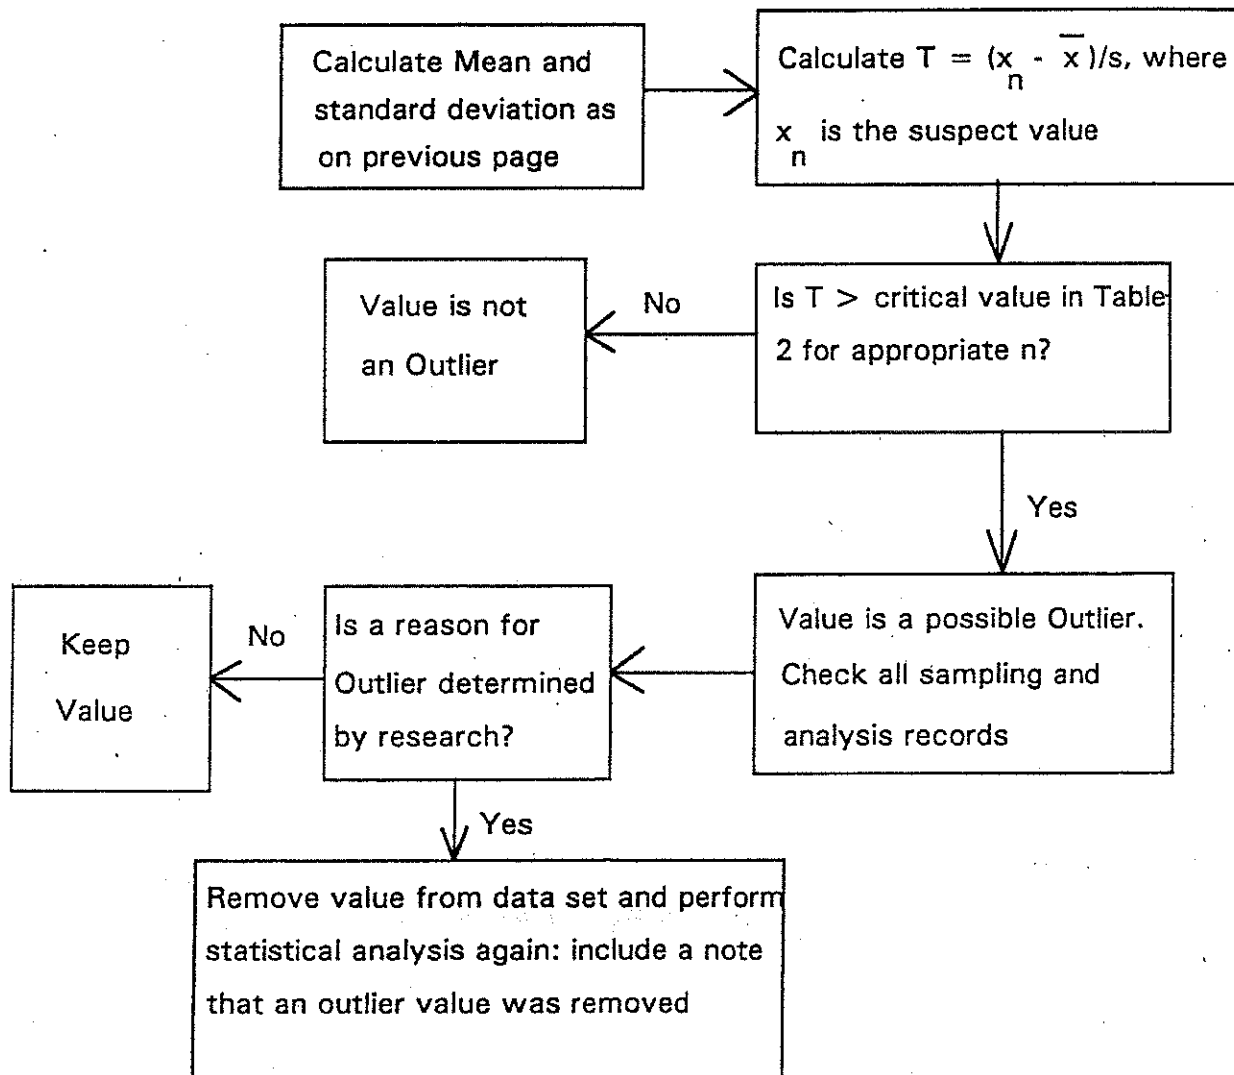 Calculate Mean and
standard deviation as
on previous page
Calculate T = (x_n - x̅)/s, where
x_n is the suspect value
Is T > critical value in Table
2 for appropriate n?
No
Value is not
an Outlier
Yes
Value is a possible Outlier.
Check all sampling and
analysis records
Is a reason for
Outlier determined
by research?
No
Keep
Value
Yes
Remove value from data set and perform
statistical analysis again: include a note
that an outlier value was removed